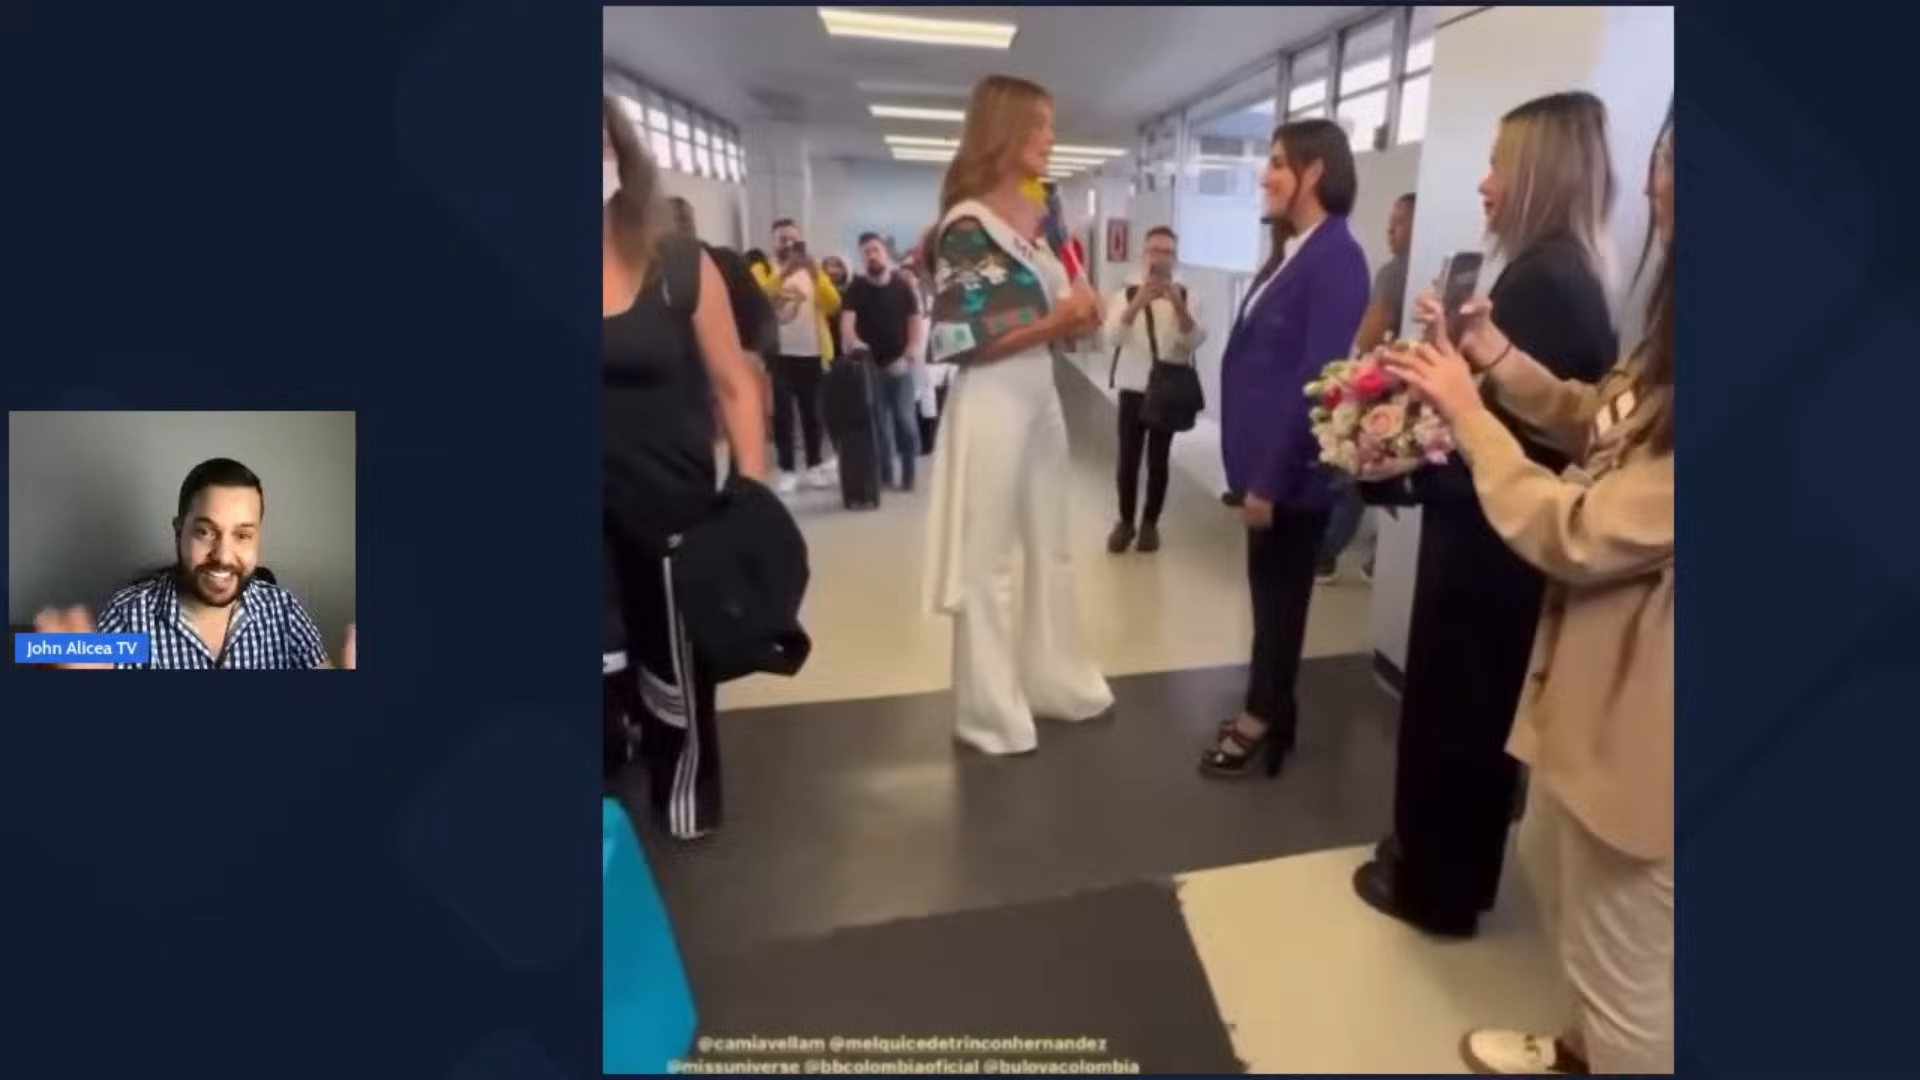 John Alicea TV
@camiavellam @melquicedetrinconhernandez
@missuniverse @bbcolombiaoficial @bulovacolombia